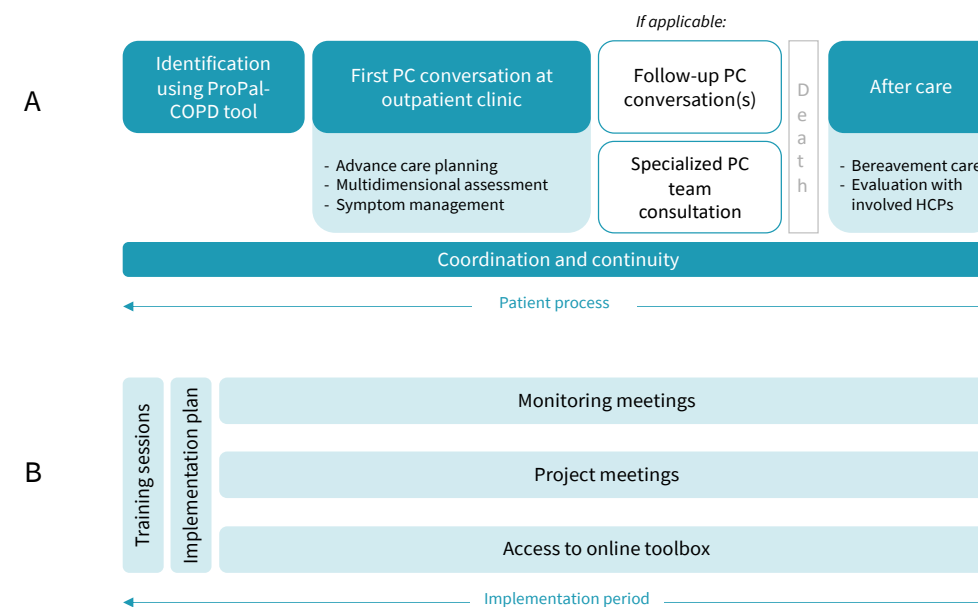 If applicable:
A
Identification
using ProPal-
COPD tool
First PC conversation at
outpatient clinic
Follow-up PC
conversation(s)
Death
After care
- Advance care planning
- Multidimensional assessment
- Symptom management
Specialized PC
team
consultation
- Bereavement care
- Evaluation with
involved HCPs
Coordination and continuity
Patient process
B
Training sessions
Implementation plan
Monitoring meetings
Project meetings
Access to online toolbox
Implementation period